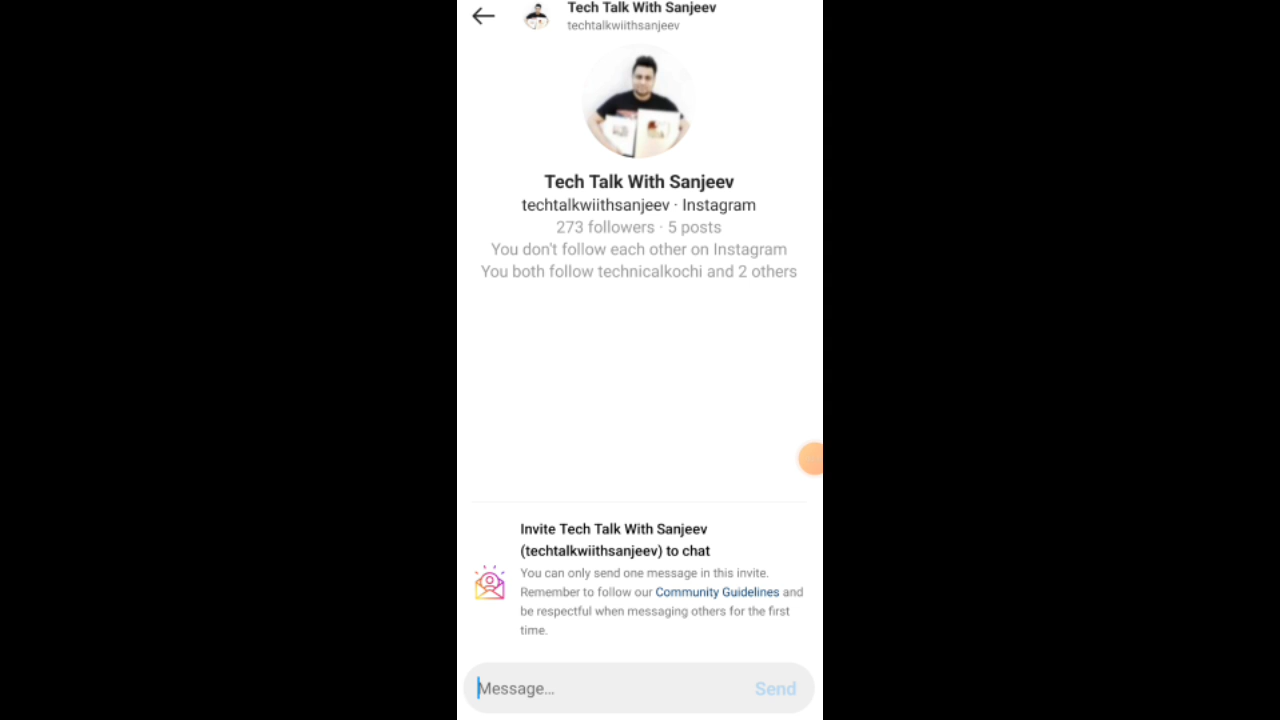 Tech Talk With Sanjeev
techtalkwiithsanjeev
Tech Talk With Sanjeev
techtalkwiithsanjeev · Instagram
273 followers · 5 posts
You don't follow each other on Instagram
You both follow technicalkochi and 2 others
Invite Tech Talk With Sanjeev
(techtalkwiithsanjeev) to chat
You can only send one message in this invite.
Remember to follow our Community Guidelines and
be respectful when messaging others for the first
time.
Message... Send